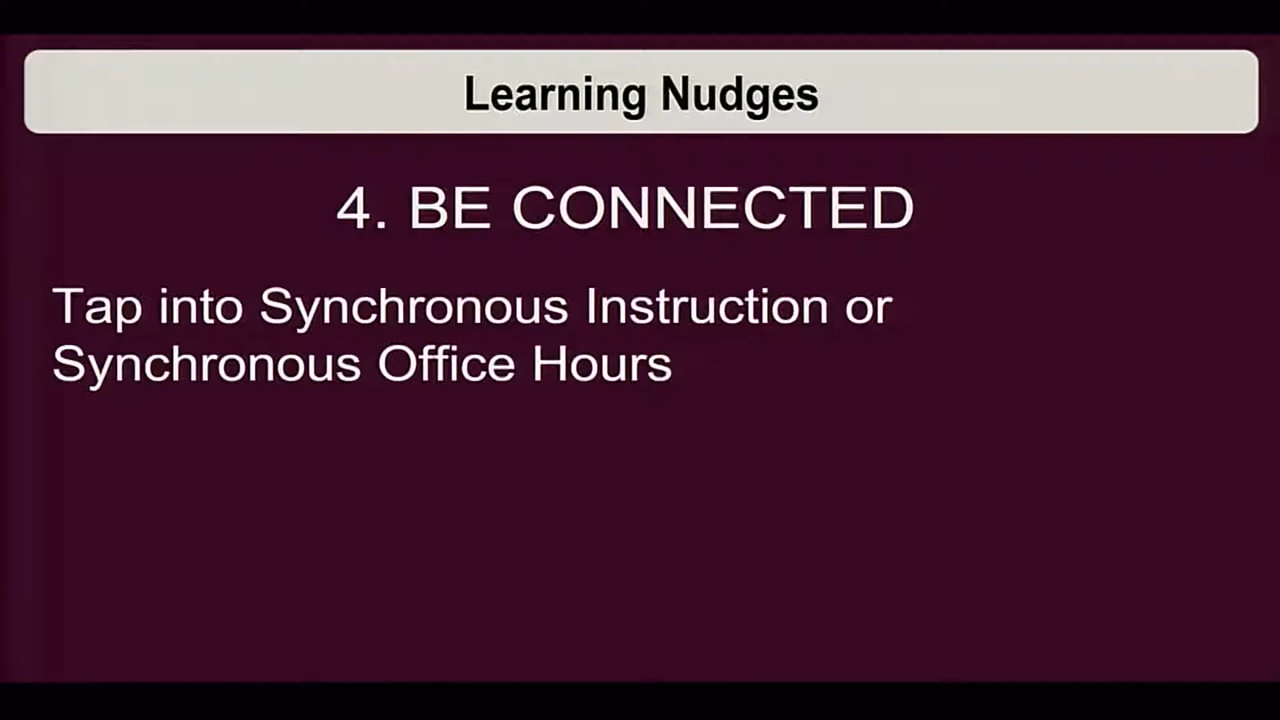 Learning Nudges
4. BE CONNECTED
Tap into Synchronous Instruction or
Synchronous Office Hours